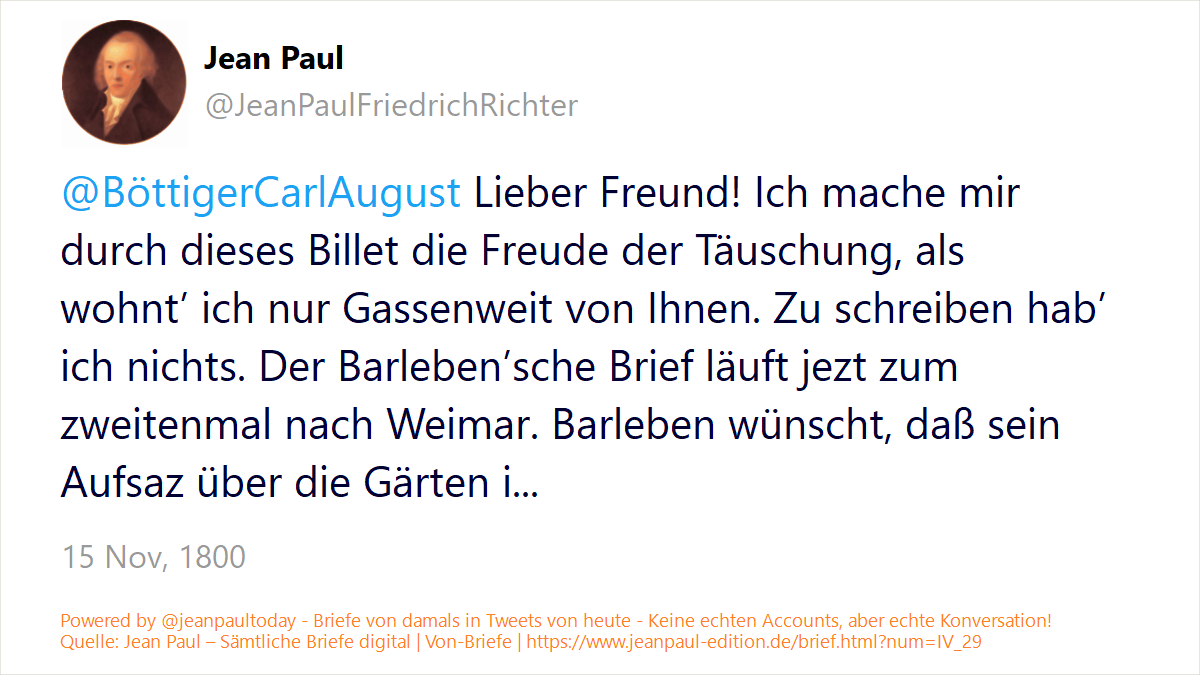 Jean Paul
@JeanPaulFriedrichRichter
@BöttigerCarlAugust Lieber Freund! Ich mache mir
durch dieses Billet die Freude der Täuschung, als
wohnt’ ich nur Gassenweit von Ihnen. Zu schreiben hab’
ich nichts. Der Barleben’sche Brief läuft jezt zum
zweitenmal nach Weimar. Barleben wünscht, daß sein
Aufsaz über die Gärten i...
15 Nov, 1800
Powered by @jeanpaultoday - Briefe von damals in Tweets von heute - Keine echten Accounts, aber echte Konversation!
Quelle: Jean Paul – Sämtliche Briefe digital | Von-Briefe | https://www.jeanpaul-edition.de/brief.html?num=IV_29